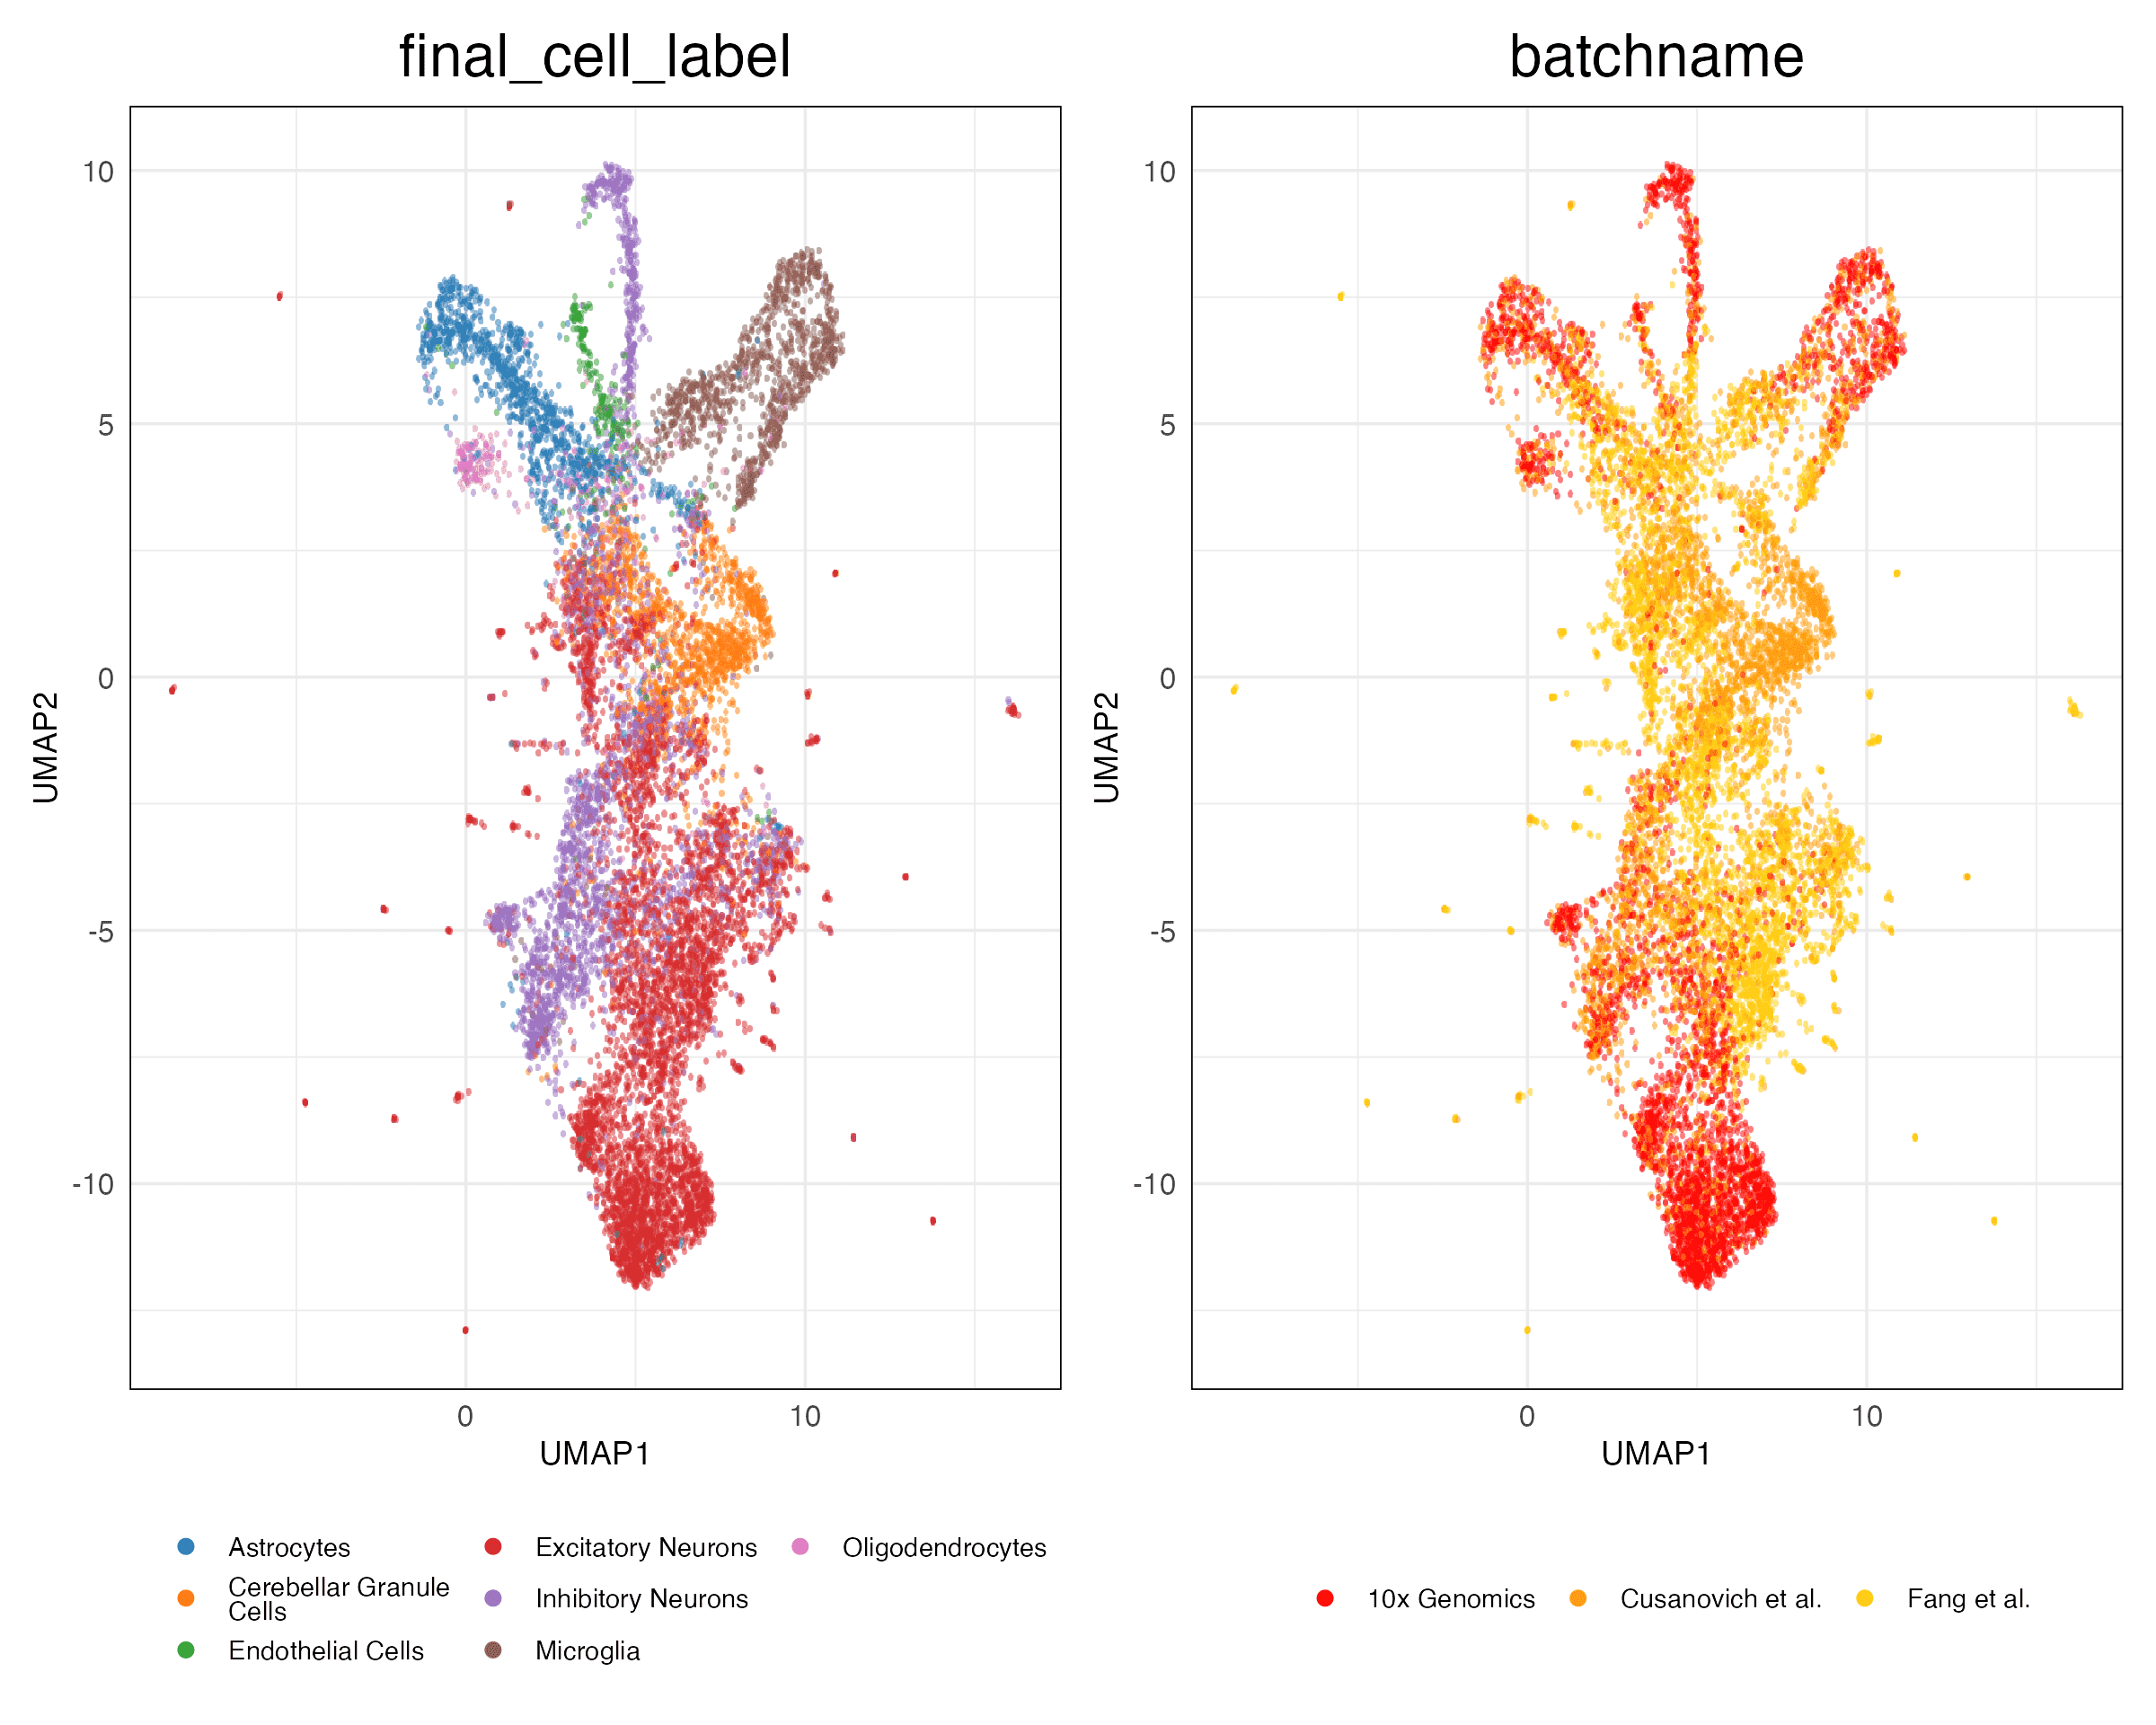 final_cell_label
batchname
10
5
0
-5
-10
UMAP2
0
10
UMAP1
10
5
0
-5
-10
UMAP2
0
10
UMAP1
Astrocytes
Cerebellar Granule
Cells
Endothelial Cells
Excitatory Neurons
Inhibitory Neurons
Microglia
Oligodendrocytes
10x Genomics
Cusanovich et al.
Fang et al.